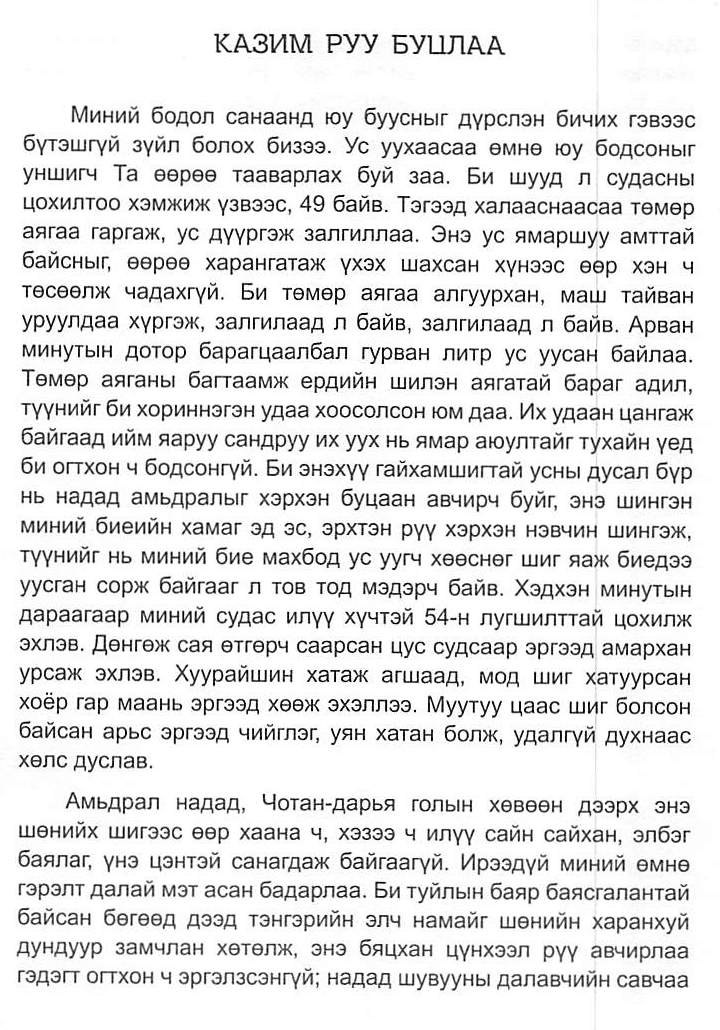 КАЗИМ РУУ БУЦЛАА
Миний бодол санаанд юу буусныг дүрслэн бичих гэвээс
бүтэшгүй зүйл болох бизээ. Ус уухаасаа өмнө юу бодсоныг
уншигч Та өөрөө тааварлах буй заа. Би шууд л судасны
цохилтоо хэмжиж үзвээс, 49 байв. Тэгээд халааснаасаа төмөр
аягаа гаргаж, ус дүүргэж залгиллаа. Энэ ус ямаршуу амттай
байсныг, өөрөө харангатаж үхэх шахсан хүнээс өөр хэн ч
төсөөлж чадахгүй. Би төмөр аягаа алгуурхан, маш тайван
уруулдаа хүргэж, залгилаад л байв, залгилаад л байв. Арван
минутын дотор барагцаалбал гурван литр ус уусан байлаа.
Төмөр аяганы багтаамж ердийн шилэн аягатай бараг адил,
түүнийг би хориннэгэн удаа хоосолсон юм даа. Их удаан цангаж
байгаад ийм яаруу сандруу их уух нь ямар аюултайг тухайн үед
би огтхон ч бодсонгүй. Би энэхүү гайхамшигтай усны дусал бүр
нь надад амьдралыг хэрхэн буцаан авчирч буйг, энэ шингэн
миний биеийн хамаг эд эс, эрхтэн рүү хэрхэн нэвчин шингэж,
түүнийг нь миний бие махбод ус уугч хөөснөг шиг яаж биедээ
уусган сорж байгааг л тов тод мэдэрч байв. Хэдхэн минутын
дараагаар миний судас илүү хүчтэй 54-н лугшилттай цохилж
эхлэв. Дөнгөж сая өтгөрч саарсан цус судсаар эргээд амархан
урсаж эхлэв. Хуурайшин хатаж агшаад, мод шиг хатуурсан
хоёр гар маань эргээд хөөж эхэллээ. Муутуу цаас шиг болсон
байсан арьс эргээд чийглэг, уян хатан болж, удалгүй духнаас
хөлс дуслав.
Амьдрал надад, Чотан-дарья голын хөвөөн дээрх энэ
шөнийх шигээс өөр хаана ч, хэзээ ч илүү сайн сайхан, элбэг
баялаг, үнэ цэнтэй санагдаж байгаагүй. Ирээдүй миний өмнө
гэрэлт далай мэт асан бадарлаа. Би туйлын баяр баясгалантай
байсан бөгөөд дээд тэнгэрийн элч намайг шөнийн харанхуй
дундуур замчлан хөтөлж, энэ бяцхан цүнхээл рүү авчирлаа
гэдэгт огтхон ч эргэлзсэнгүй; надад шувууны далавчийн савчаа